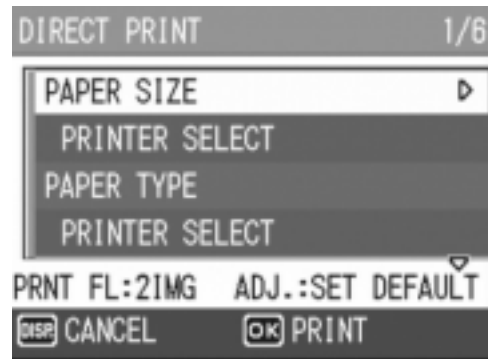 DIRECT PRINT 1/6
PAPER SIZE
PRINTER SELECT
PAPER TYPE
PRINTER SELECT
PRNT FL:2IMG ADJ.:SET DEFAULT
DISP. CANCEL OK PRINT